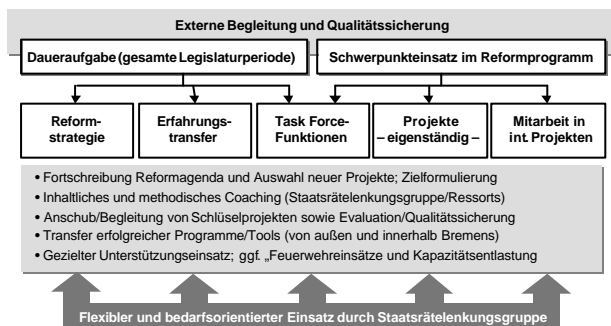 Externe Begleitung und Qualitätssicherung
Daueraufgabe (gesamte Legislaturperiode)
Schwerpunkteinsatz im Reformprogramm
Reform-
strategie
Erfahrungs-
transfer
Task Force-
Funktionen
Projekte
– eigenständig –
Mitarbeit in
int. Projekten
• Fortschreibung Reformagenda und Auswahl neuer Projekte; Zielformulierung
• Inhaltliches und methodisches Coaching (Staatsrätelenkungsgruppe/Ressorts)
• Anschub/Begleitung von Schlüselprojekten sowie Evaluation/Qualitätssicherung
• Transfer erfolgreicher Programme/Tools (von außen und innerhalb Bremens)
• Gezielter Unterstützungseinsatz; ggf. „Feuerwehreinsätze und Kapazitätsentlastung
Flexibler und bedarfsorientierter Einsatz durch Staatsrätelenkungsgruppe